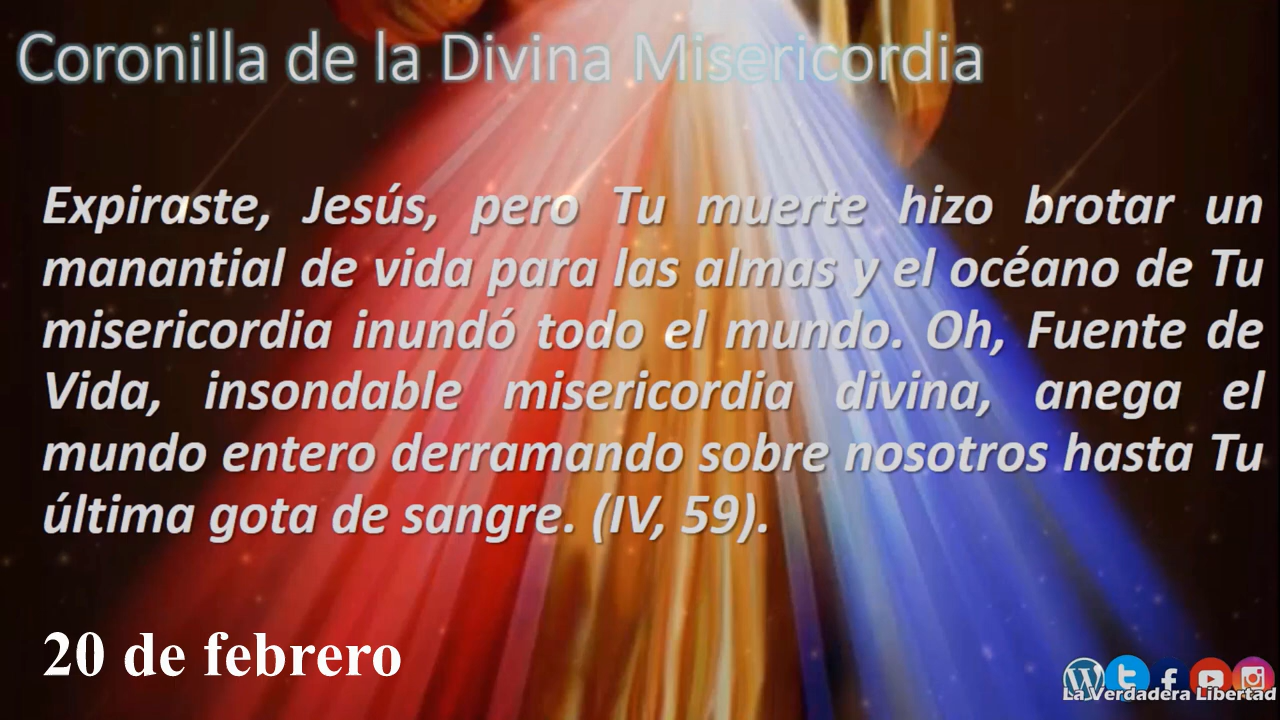 Coronilla de la Divina Misericordia
Expiraste, Jesús, pero Tu muerte hizo brotar un
manantial de vida para las almas y el océano de Tu
misericordia inundó todo el mundo. Oh, Fuente de
Vida, insondable misericordia divina, anega el
mundo entero derramando sobre nosotros hasta Tu
última gota de sangre. (IV, 59).
20 de febrero
La Verdadera Libertad